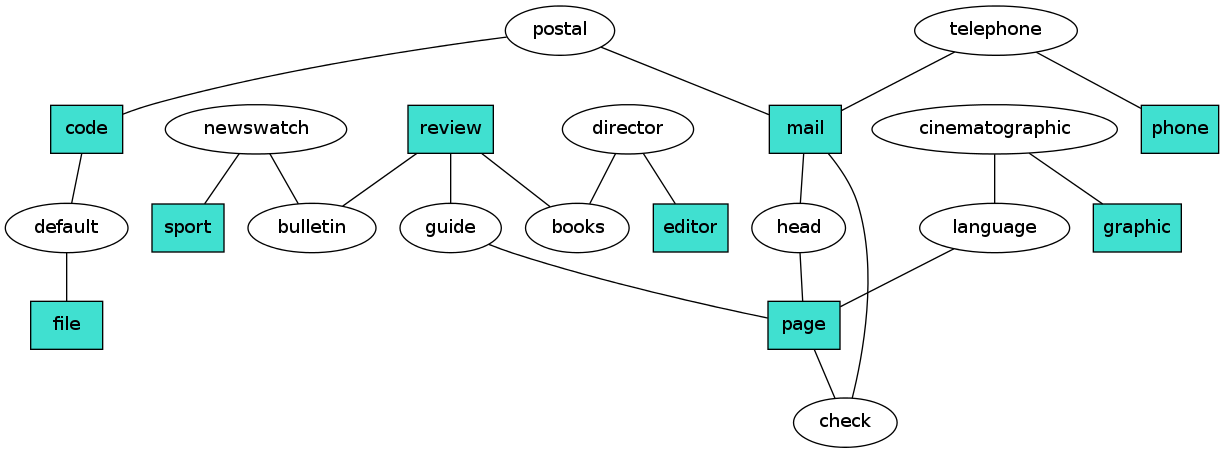 postal
telephone
code
newswatch
review
director
mail
cinematographic
phone
default
sport
bulletin
guide
books
editor
head
language
graphic
file
page
check